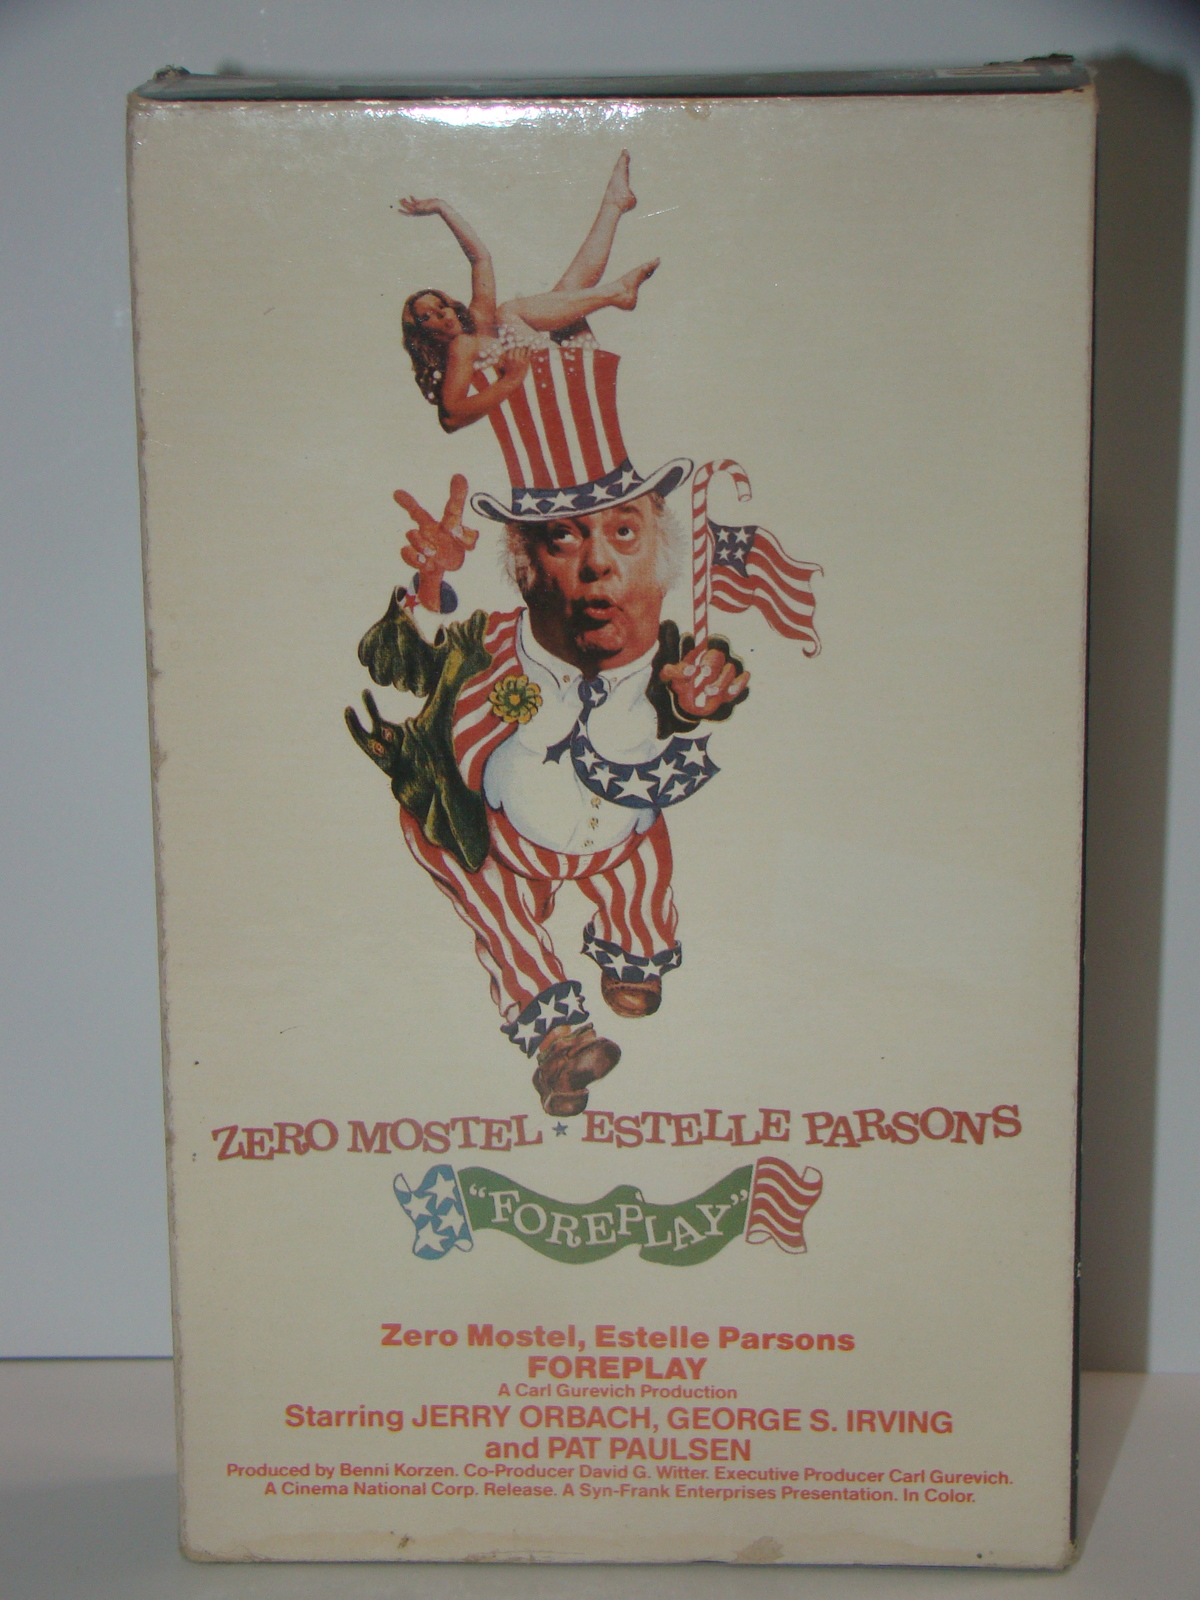 ZERO MOSTEL ★ ESTELLE PARSONS
"FOREPLAY"
Zero Mostel, Estelle Parsons
FOREPLAY
A Carl Gurevich Production
Starring JERRY ORBACH, GEORGE S. IRVING
and PAT PAULSEN
Produced by Benni Korzen. Co-Producer David G. Witter. Executive Producer Carl Gurevich.
A Cinema National Corp. Release. A Syn-Frank Enterprises Presentation. In Color.